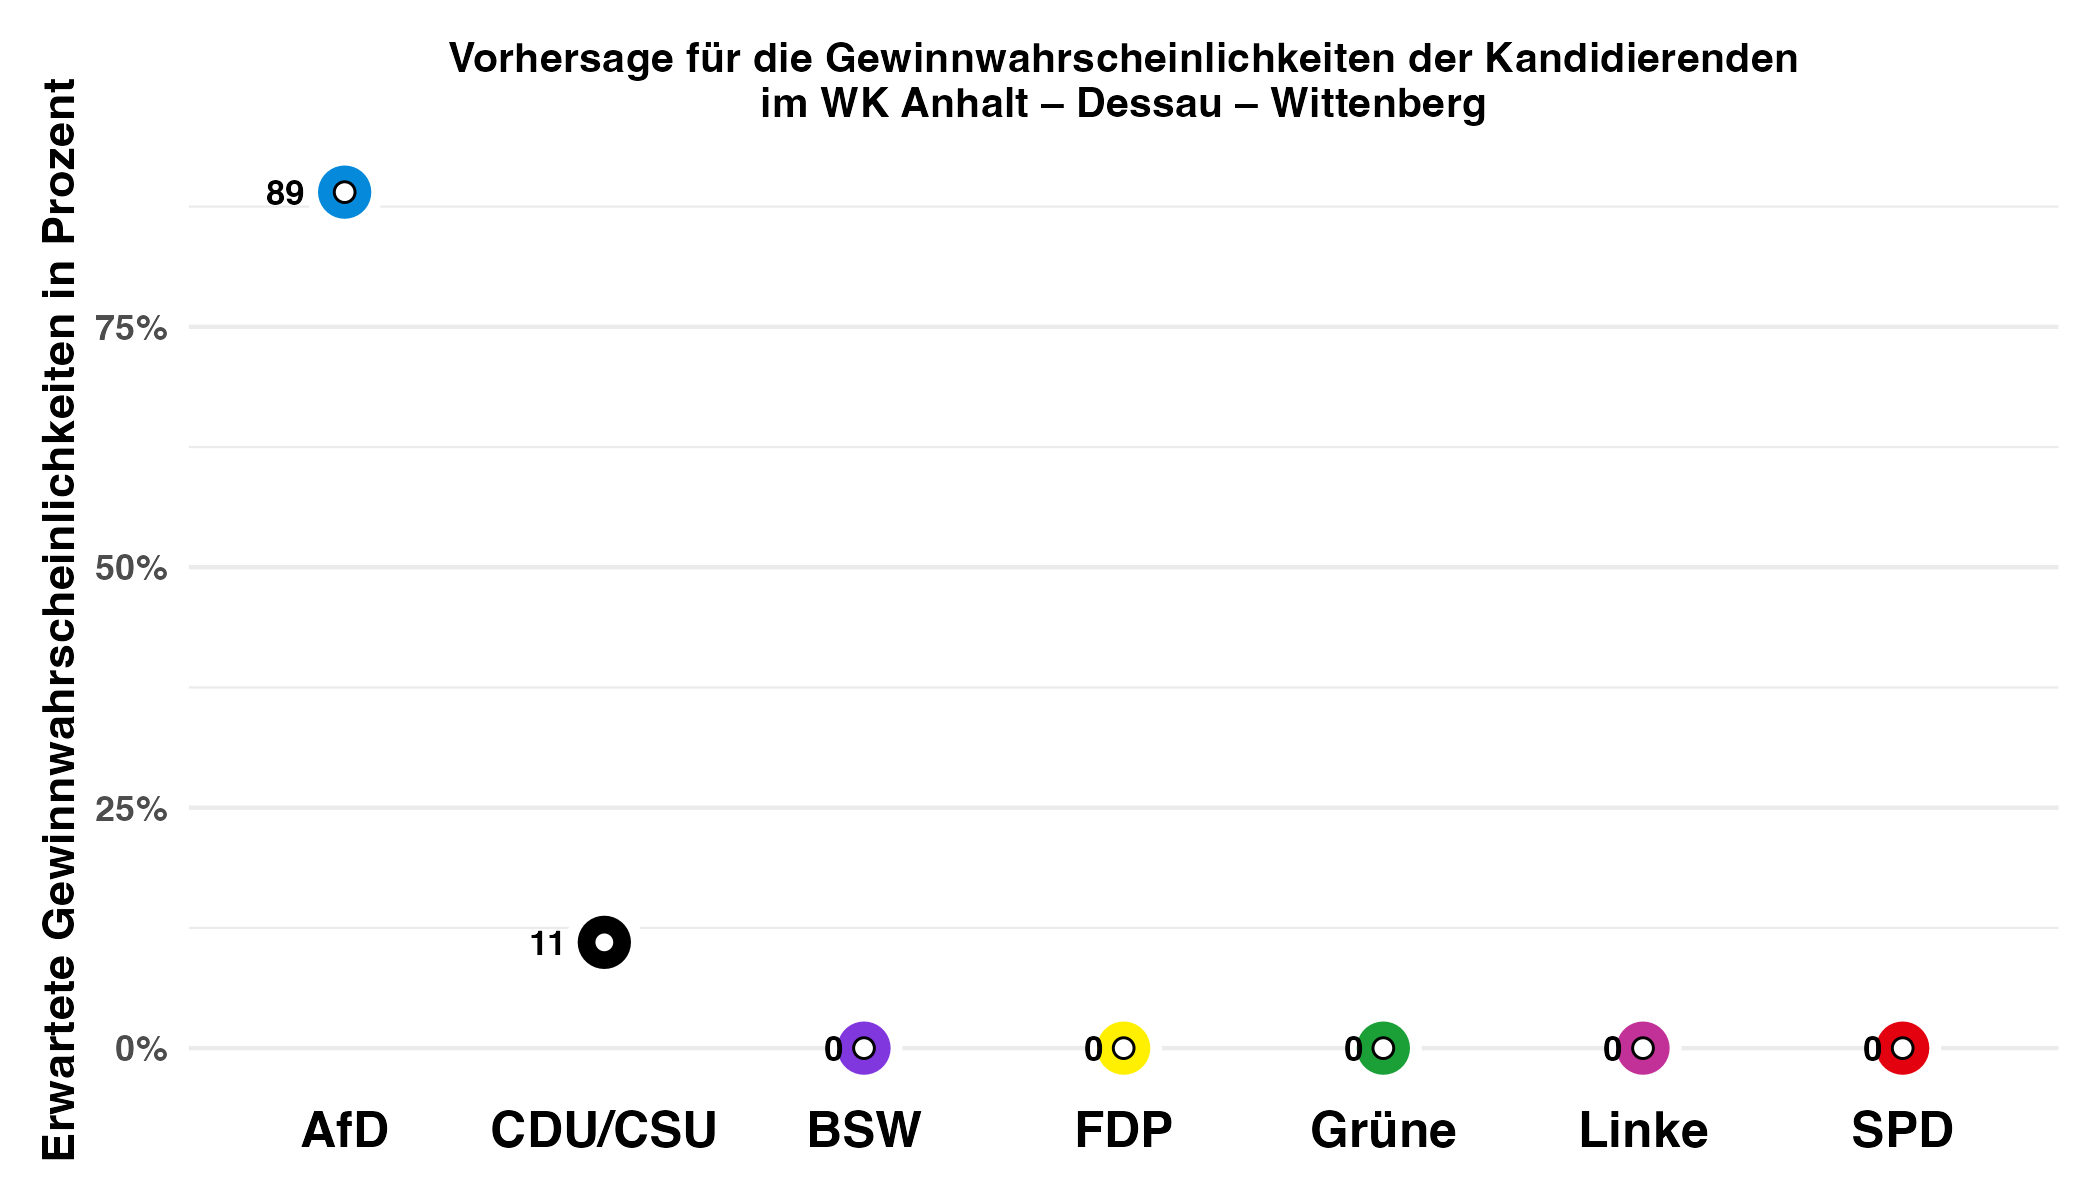 Vorhersage für die Gewinnwahrscheinlichkeiten der Kandidierenden
im WK Anhalt – Dessau – Wittenberg
Erwartete Gewinnwahrscheinlichkeiten in Prozent
89
75%
50%
25%
11
0%
0
0
0
0
0
AfD
CDU/CSU
BSW
FDP
Grüne
Linke
SPD